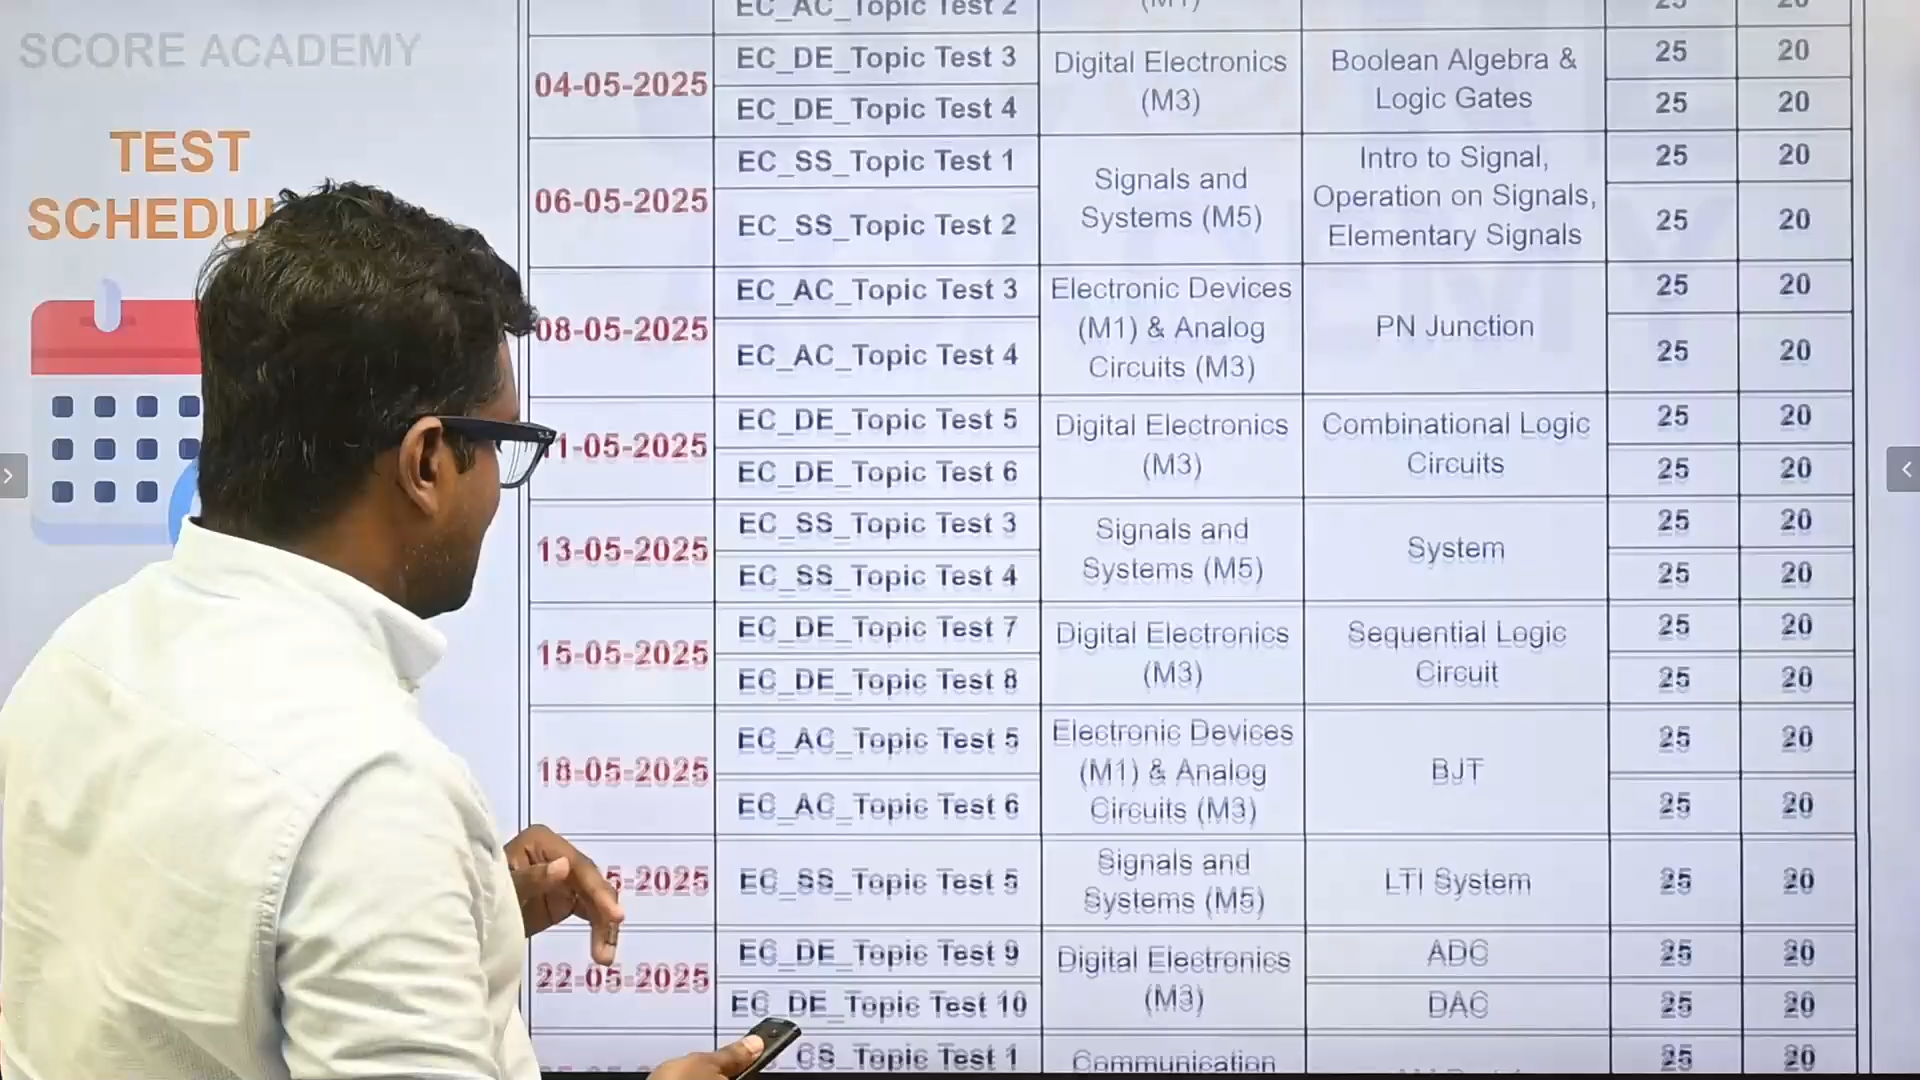 SCORE ACADEMY
TEST
EC_AC_Topic Test 2
04-05-2025
EC_DE_Topic Test 3
EC_DE_Topic Test 4
Digital Electronics
(M3)
Boolean Algebra &
Logic Gates
25 20
25 20
06-05-2025
EC_SS_Topic Test 1
EC_SS_Topic Test 2
Signals and
Systems (M5)
Intro to Signal,
Operation on Signals,
Elementary Signals
25 20
25 20
08-05-2025
EC_AC_Topic Test 3
EC_AC_Topic Test 4
Electronic Devices
(M1) & Analog
Circuits (M3)
PN Junction
25 20
25 20
EC_DE_Topic Test 5
EC_DE_Topic Test 6
Digital Electronics
(M3)
Combinational Logic
Circuits
25 20
25 20
13-05-2025
EC_SS_Topic Test 3
EC_SS_Topic Test 4
Signals and
Systems (M5)
System
25 20
25 20
15-05-2025
EC_DE_Topic Test 7
EC_DE_Topic Test 8
Digital Electronics
(M3)
Sequential Logic
Circuit
25 20
25 20
18-05-2025
EC_AC_Topic Test 5
EC_AC_Topic Test 6
Electronic Devices
(M1) & Analog
Circuits (M3)
BJT
25 20
25 20
EC_SS_Topic Test 5
Signals and
Systems (M5)
LTI System
25 20
22-05-2025
EC_DE_Topic Test 9
EC_DE_Topic Test 10
Digital Electronics
(M3)
ADC
DAC
25 20
25 20
_CS_Topic Test 1
Communication
25 20